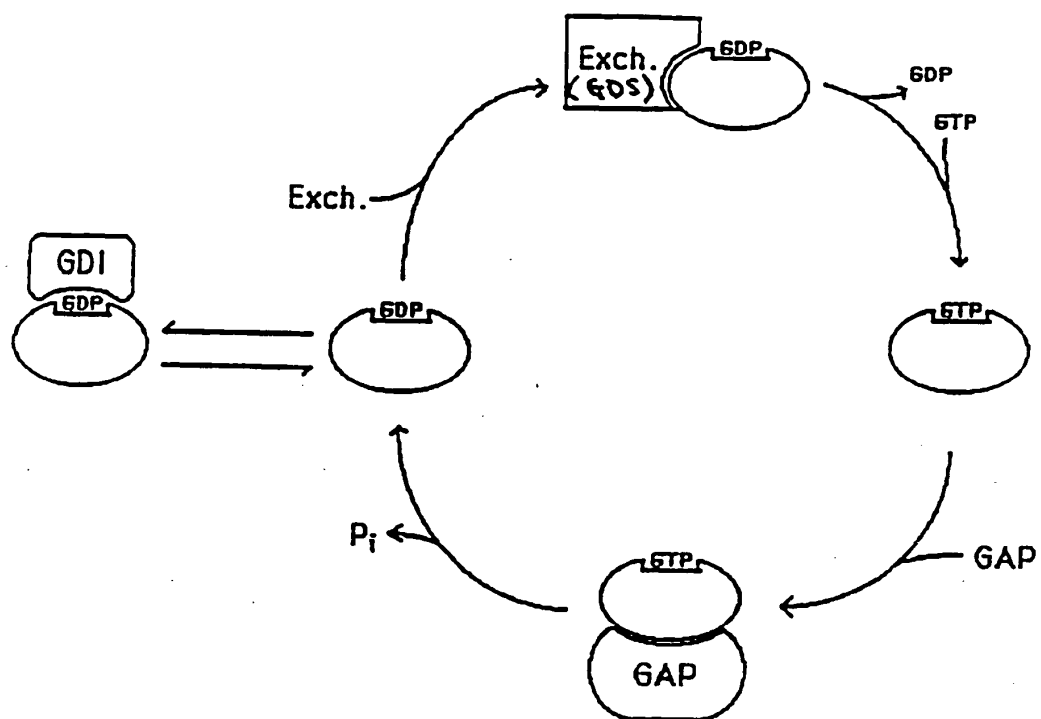 GDP
Exch.
(GDS)
GDP
GTP
Exch.
GDI
GDP
GDP
GTP
Pi
GAP
GTP
GAP